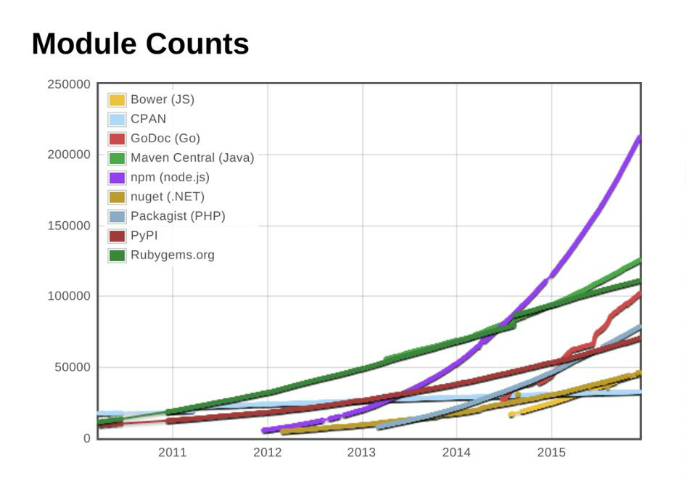 Module Counts
250000
200000
150000
100000
50000
0
Bower (JS)
CPAN
GoDoc (Go)
Maven Central (Java)
npm (node.js)
nuget (.NET)
Packagist (PHP)
PyPI
Rubygems.org
2011 2012 2013 2014 2015